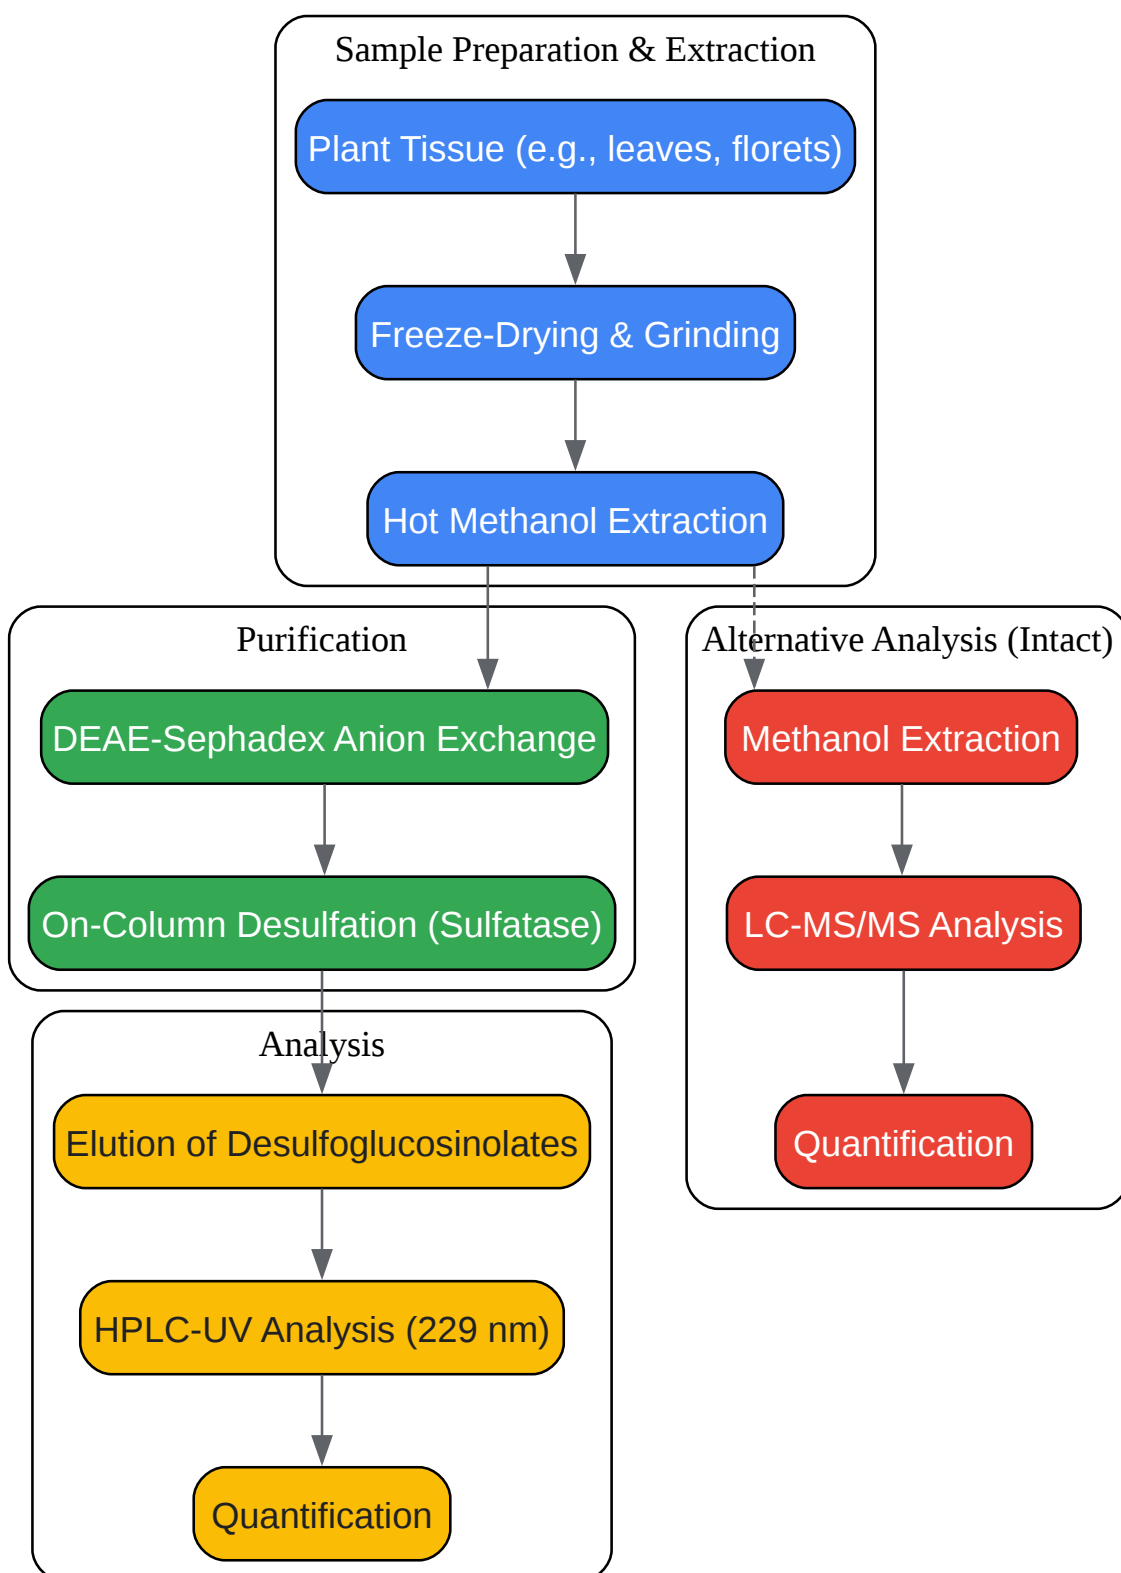 Sample Preparation & Extraction
Plant Tissue (e.g., leaves, florets)
Freeze-Drying & Grinding
Hot Methanol Extraction
Purification
DEAE-Sephadex Anion Exchange
On-Column Desulfation (Sulfatase)
Analysis
Elution of Desulfoglucosinolates
HPLC-UV Analysis (229 nm)
Quantification
Alternative Analysis (Intact)
Methanol Extraction
LC-MS/MS Analysis
Quantification